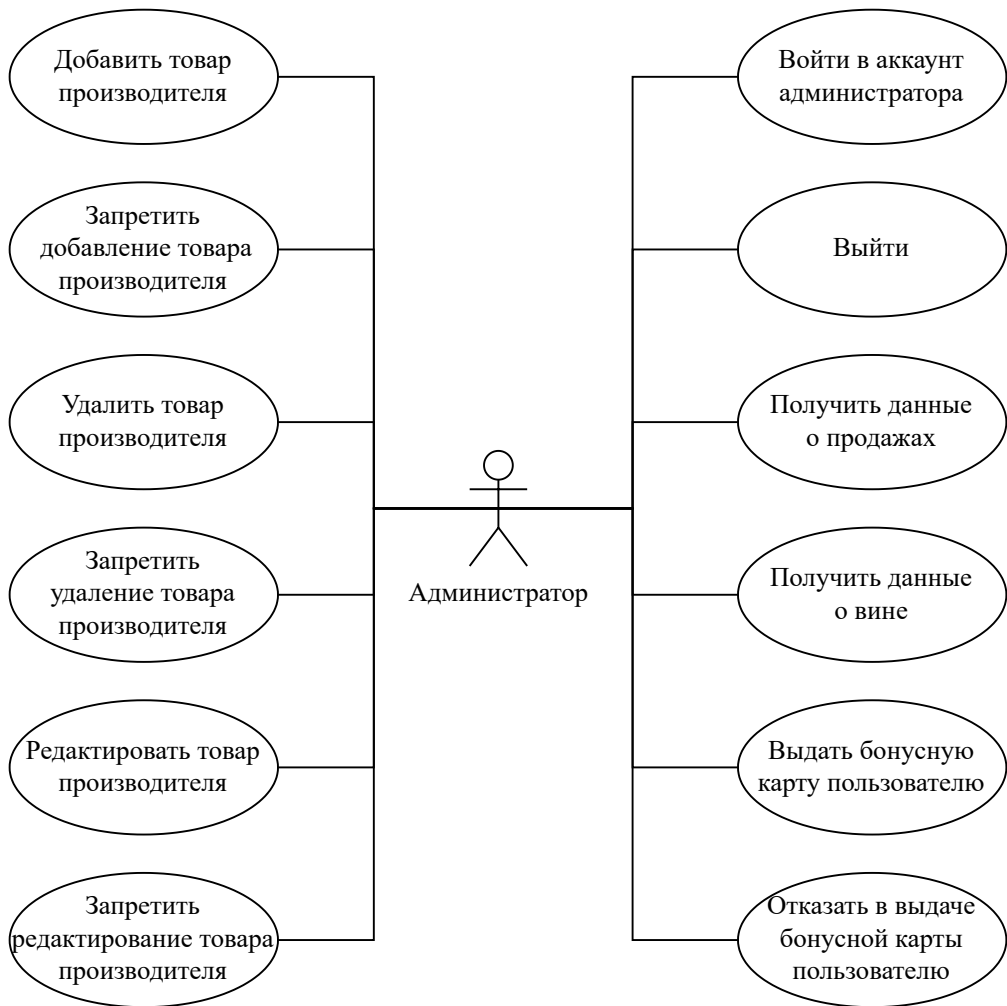 Добавить товар
производителя
Запретить
добавление товара
производителя
Удалить товар
производителя
Запретить
удаление товара
производителя
Редактировать товар
производителя
Запретить
редактирование товара
производителя
Администратор
Войти в аккаунт
администратора
Выйти
Получить данные
о продажах
Получить данные
о вине
Выдать бонусную
карту пользователю
Отказать в выдаче
бонусной карты
пользователю